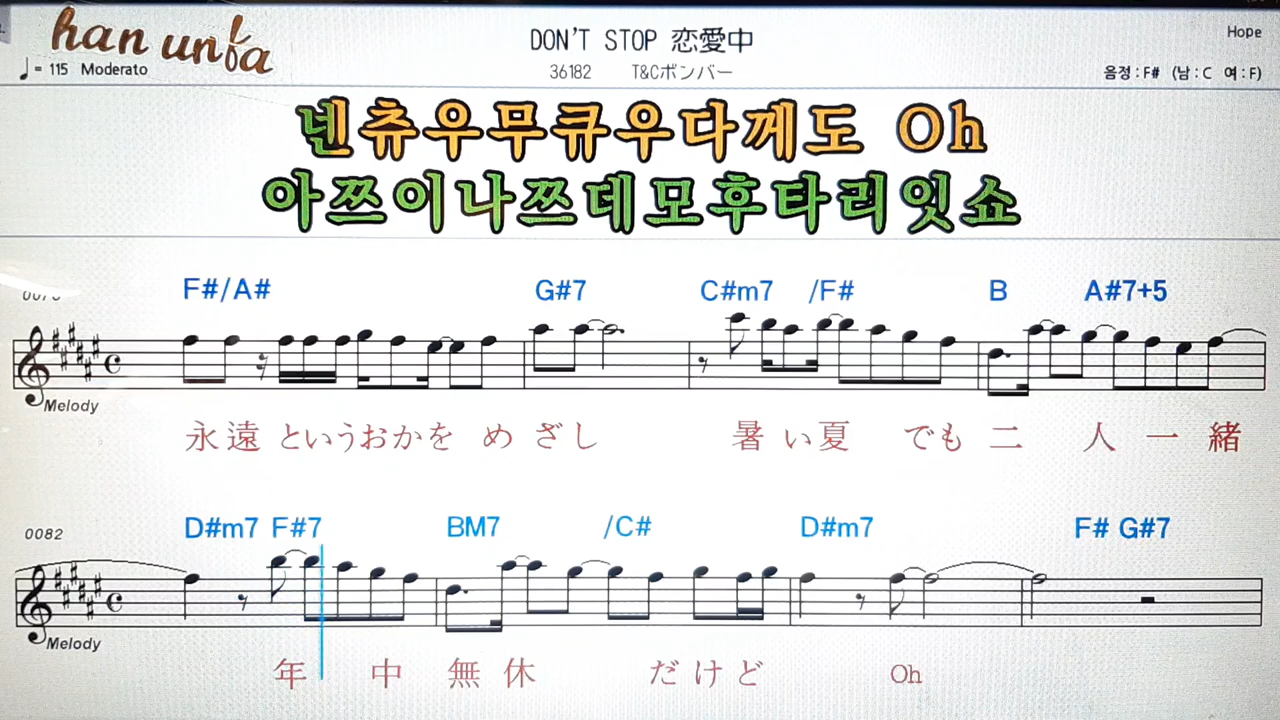 han unFa
DON'T STOP 恋愛中
Hope
♩= 115 Moderato
36182 T&Cボンバー
음정 : F# (남 : C 여 : F)
넨츄우무큐우다께도 Oh
아쯔이나쯔데모후타리잇쇼
F#/A# G#7 C#m7 /F# B A#7+5
Melody
永遠 というおかを めざし 暑い夏 でも 二人一緒
0082
D#m7 F#7 BM7 /C# D#m7 F# G#7
Melody
年中無休 だけど Oh